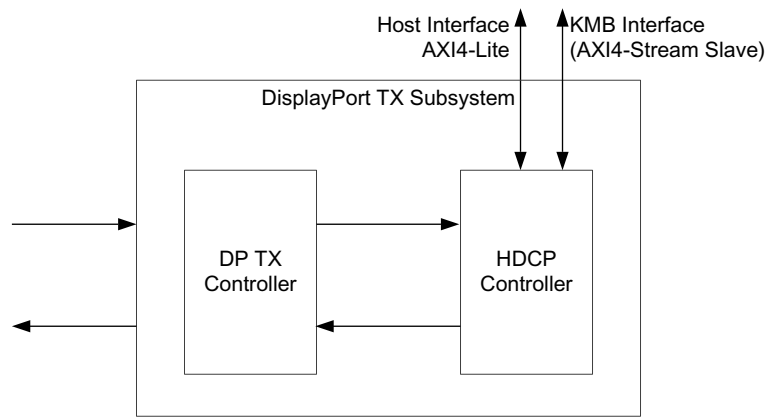 Host Interface
AXI4-Lite
KMB Interface
(AXI4-Stream Slave)
DisplayPort TX Subsystem
DP TX
Controller
HDCP
Controller